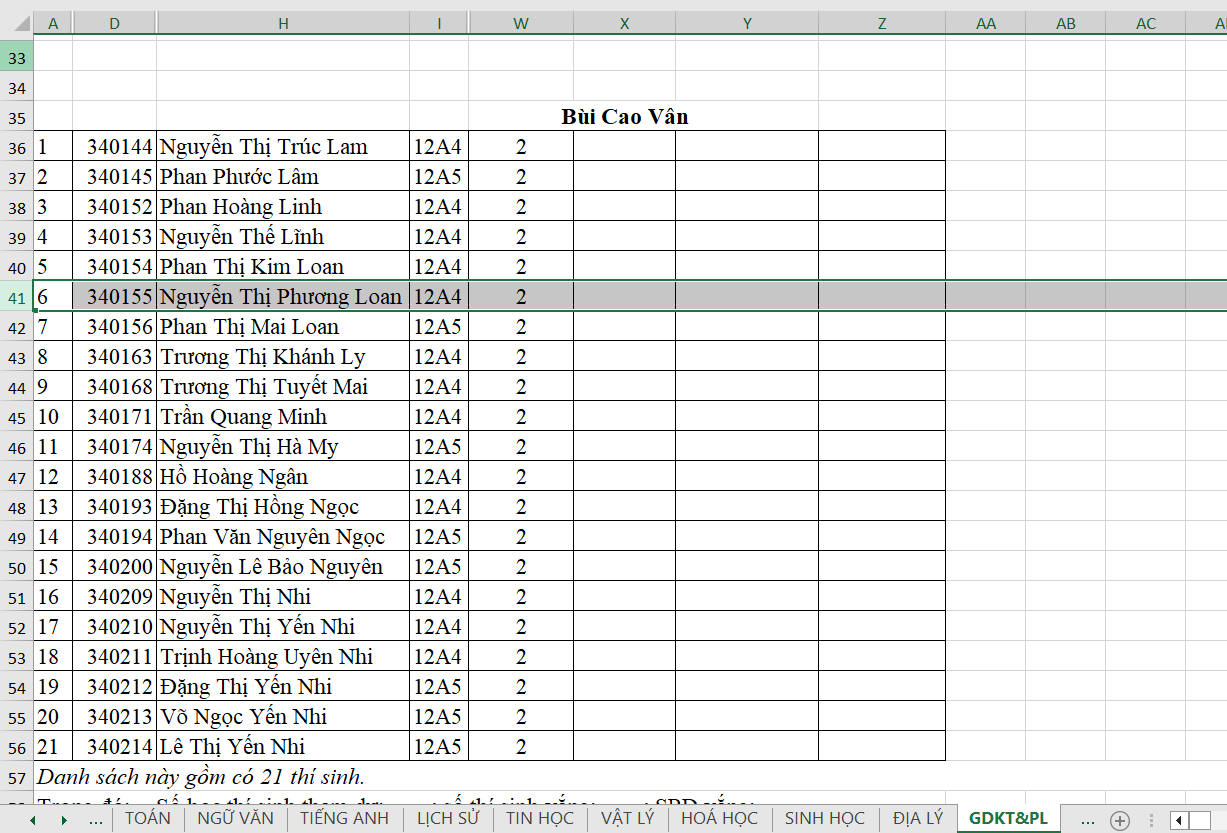 A D H I W X Y Z AA AB AC
33
34
35 Bùi Cao Vân
36 1 340144 Nguyễn Thị Trúc Lam 12A4 2
37 2 340145 Phan Phước Lâm 12A5 2
38 3 340152 Phan Hoàng Linh 12A4 2
39 4 340153 Nguyễn Thế Lĩnh 12A4 2
40 5 340154 Phan Thị Kim Loan 12A4 2
41 6 340155 Nguyễn Thị Phương Loan 12A4 2
42 7 340156 Phan Thị Mai Loan 12A5 2
43 8 340163 Trương Thị Khánh Ly 12A4 2
44 9 340168 Trương Thị Tuyết Mai 12A4 2
45 10 340171 Trần Quang Minh 12A4 2
46 11 340174 Nguyễn Thị Hà My 12A5 2
47 12 340188 Hồ Hoàng Ngân 12A4 2
48 13 340193 Đặng Thị Hồng Ngọc 12A4 2
49 14 340194 Phan Văn Nguyên Ngọc 12A5 2
50 15 340200 Nguyễn Lê Bảo Nguyên 12A5 2
51 16 340209 Nguyễn Thị Nhi 12A4 2
52 17 340210 Nguyễn Thị Yến Nhi 12A4 2
53 18 340211 Trịnh Hoàng Uyên Nhi 12A4 2
54 19 340212 Đặng Thị Yến Nhi 12A5 2
55 20 340213 Võ Ngọc Yến Nhi 12A5 2
56 21 340214 Lê Thị Yến Nhi 12A5 2
57 Danh sách này gồm có 21 thí sinh.
... TOÁN NGỮ VĂN TIẾNG ANH LỊCH SỬ TIN HỌC VẬT LÝ HOÁ HỌC SINH HỌC ĐỊA LÝ GDKT&PL ...